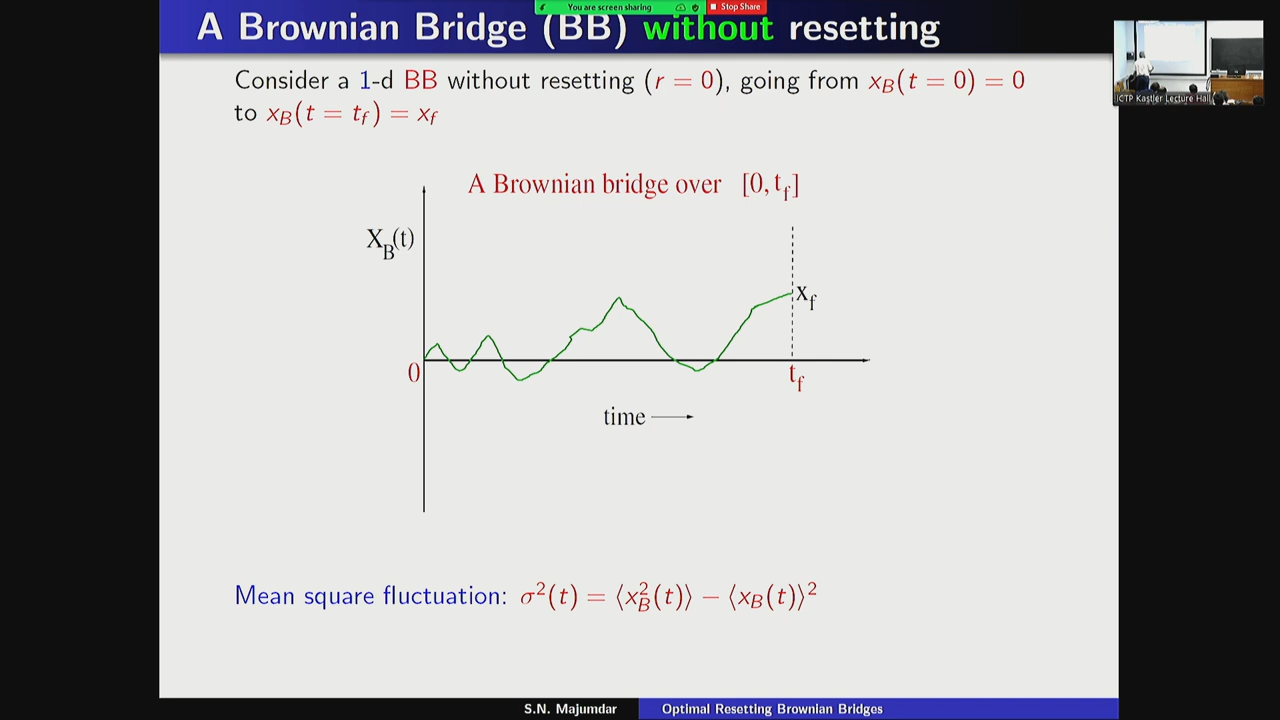 You are screen sharing
Stop Share
A Brownian Bridge (BB) without resetting
ICTP Kastler Lecture Hall
Consider a 1-d BB without resetting (r = 0), going from x_B(t = 0) = 0
to x_B(t = t_f) = x_f
A Brownian bridge over [0, t_f]
X_B(t)
x_f
0
t_f
time
Mean square fluctuation: σ²(t) = ⟨x_B²(t)⟩ − ⟨x_B(t)⟩²
S.N. Majumdar
Optimal Resetting Brownian Bridges